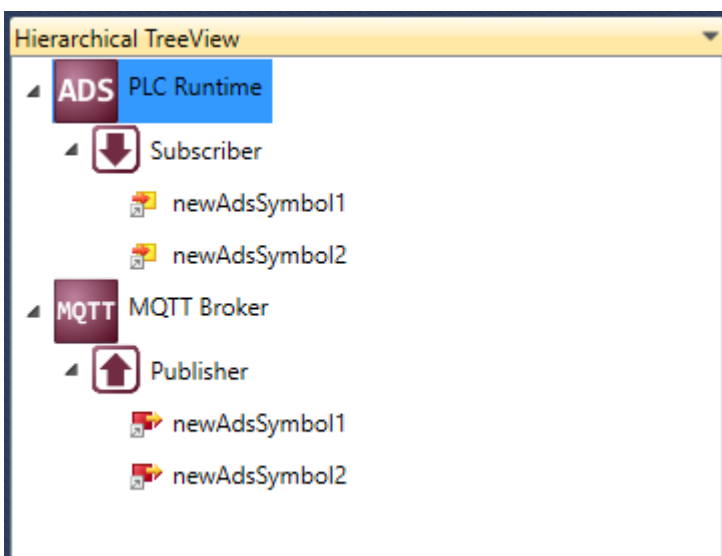 Hierarchical TreeView
ADS PLC Runtime
Subscriber
newAdsSymbol1
newAdsSymbol2
MQTT MQTT Broker
Publisher
newAdsSymbol1
newAdsSymbol2